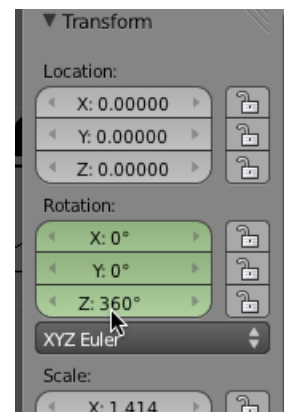 Transform
Location:
X: 0.00000
Y: 0.00000
Z: 0.00000
Rotation:
X: 0°
Y: 0°
Z: 360°
XYZ Euler
Scale:
X: 1.414